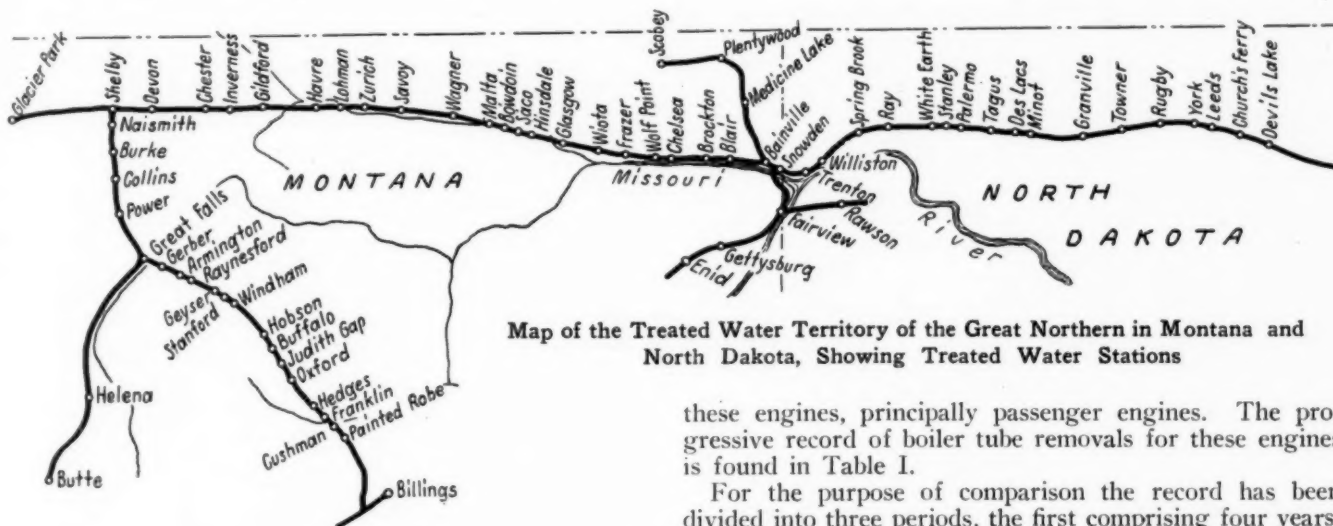 Glacier Park
Shelby
Devon
Chester
Inverness
Gildford
Havre
Lohman
Zurich
Savoy
Wagner
Malta
Bowdoin
Saco
Hinsdale
Glasgow
Wiota
Frazer
Wolf Point
Chelsea
Brockton
Blair
Scobey
Plentywood
Medicine Lake
Bainville
Snowden
Trenton
Williston
Spring Brook
Ray
White Earth
Stanley
Palermo
Tagus
Des Lacs
Minot
Granville
Towner
Rugby
York
Leeds
Church's Ferry
Devils Lake
Naismith
Burke
Collins
Power
MONTANA
Missouri
River
NORTH
DAKOTA
Fairview
Rawson
Gettysburg
Enid
Great Falls
Gerber
Armington
Raynesford
Geyser
Stanford
Windham
Hobson
Buffalo
Judith Gap
Oxford
Hedges
Franklin
Cushman
Painted Robe
Helena
Butte
Billings
Map of the Treated Water Territory of the Great Northern in Montana and
North Dakota, Showing Treated Water Stations
these engines, principally passenger engines. The pro-
gressive record of boiler tube removals for these engine
is found in Table I.
For the purpose of comparison the record has been
divided into three periods, the first comprising four years